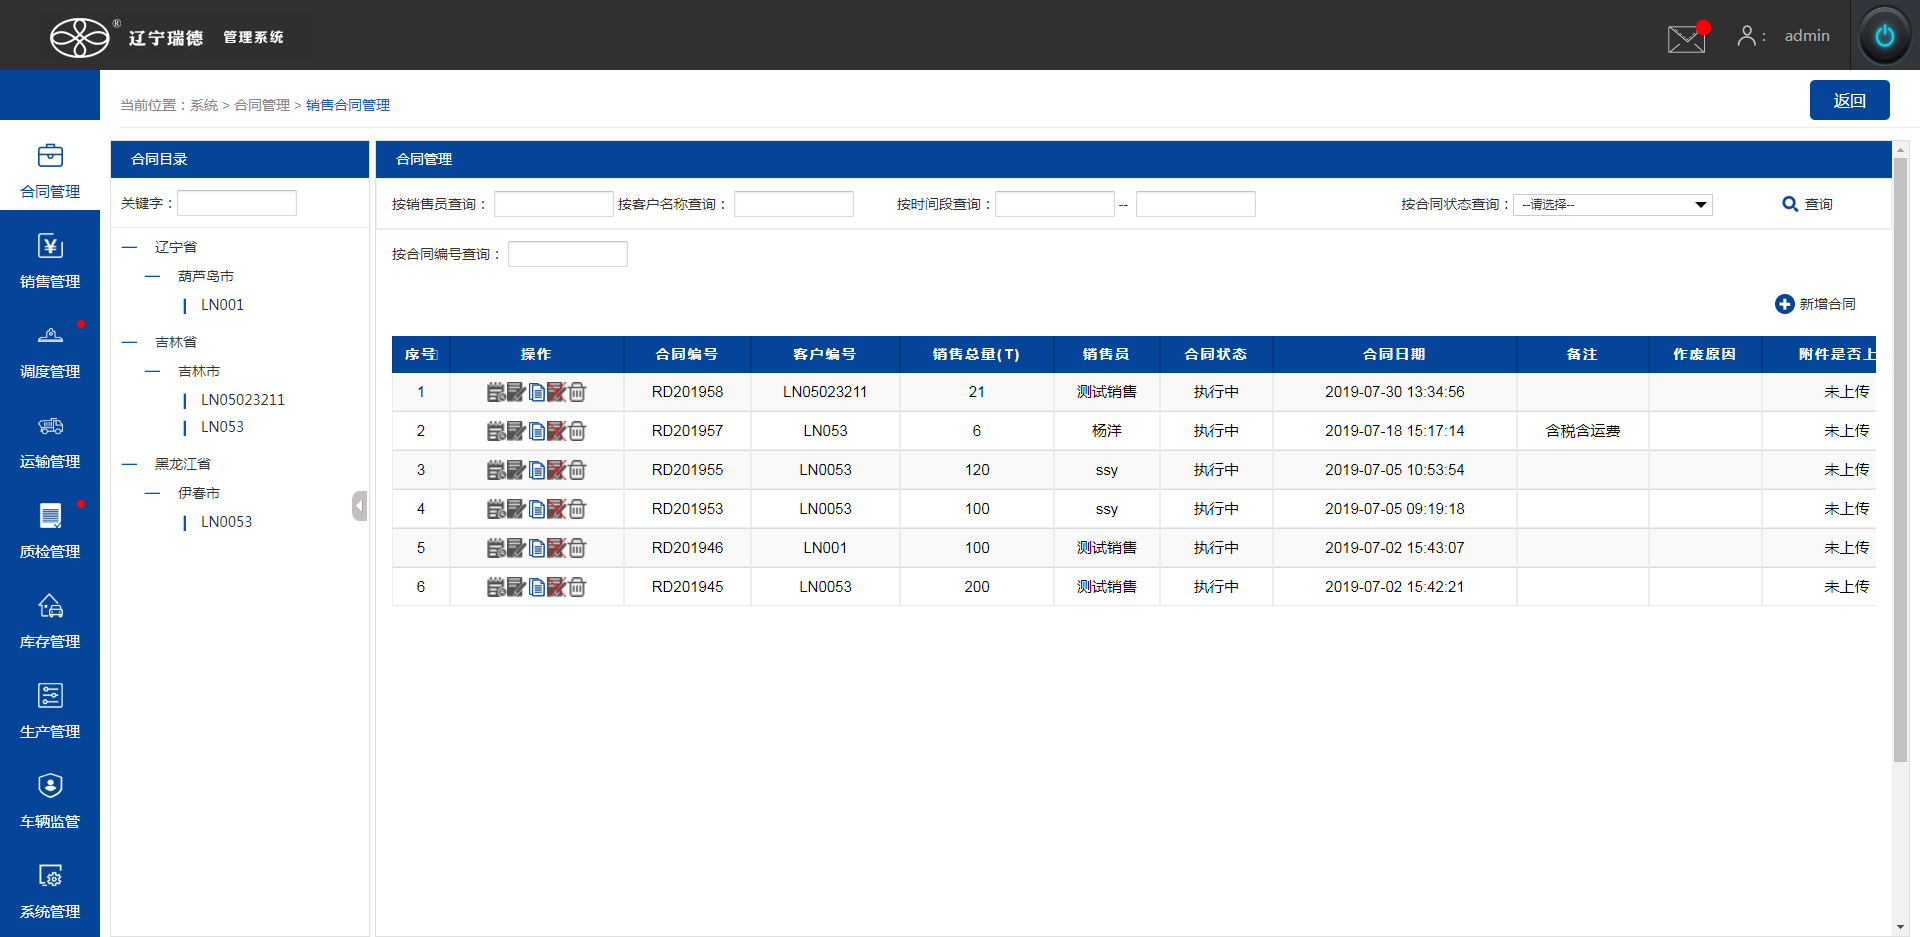 ® 辽宁瑞德 管理系统
: admin
当前位置：系统 > 合同管理 > 销售合同管理
返回
合同管理
销售管理
调度管理
运输管理
质检管理
库存管理
生产管理
车辆监管
系统管理
合同目录
关键字：
辽宁省
葫芦岛市
LN001
吉林省
吉林市
LN05023211
LN053
黑龙江省
伊春市
LN0053
合同管理
按销售员查询： 按客户名称查询： 按时间段查询： -- 按合同状态查询： --请选择-- 查询
按合同编号查询：
新增合同
序号 操作 合同编号 客户编号 销售总量(T) 销售员 合同状态 合同日期 备注 作废原因 附件是否上
1 RD201958 LN05023211 21 测试销售 执行中 2019-07-30 13:34:56 未上传
2 RD201957 LN053 6 杨洋 执行中 2019-07-18 15:17:14 含税含运费 未上传
3 RD201955 LN0053 120 ssy 执行中 2019-07-05 10:53:54 未上传
4 RD201953 LN0053 100 ssy 执行中 2019-07-05 09:19:18 未上传
5 RD201946 LN001 100 测试销售 执行中 2019-07-02 15:43:07 未上传
6 RD201945 LN0053 200 测试销售 执行中 2019-07-02 15:42:21 未上传